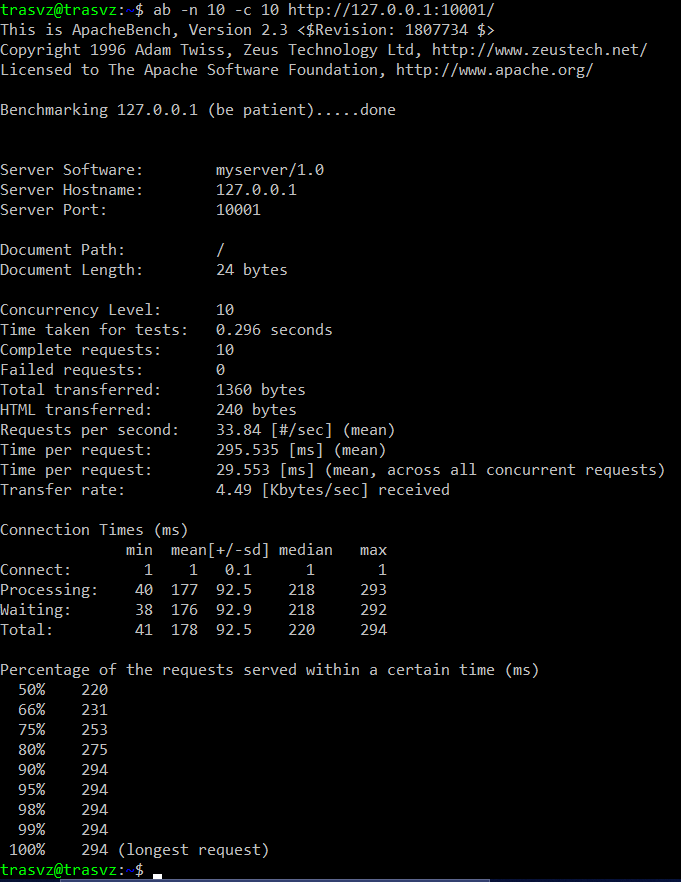 trasvz@trasvz:~$ ab -n 10 -c 10 http://127.0.0.1:10001/
This is ApacheBench, Version 2.3 <$Revision: 1807734 $>
Copyright 1996 Adam Twiss, Zeus Technology Ltd, http://www.zeustech.net/
Licensed to The Apache Software Foundation, http://www.apache.org/

Benchmarking 127.0.0.1 (be patient).....done


Server Software:        myserver/1.0
Server Hostname:        127.0.0.1
Server Port:            10001

Document Path:          /
Document Length:        24 bytes

Concurrency Level:      10
Time taken for tests:   0.296 seconds
Complete requests:      10
Failed requests:        0
Total transferred:      1360 bytes
HTML transferred:       240 bytes
Requests per second:    33.84 [#/sec] (mean)
Time per request:       295.535 [ms] (mean)
Time per request:       29.553 [ms] (mean, across all concurrent requests)
Transfer rate:          4.49 [Kbytes/sec] received

Connection Times (ms)
              min  mean[+/-sd] median   max
Connect:        1    1   0.1      1       1
Processing:    40  177  92.5    218     293
Waiting:       38  176  92.9    218     292
Total:         41  178  92.5    220     294

Percentage of the requests served within a certain time (ms)
  50%    220
  66%    231
  75%    253
  80%    275
  90%    294
  95%    294
  98%    294
  99%    294
 100%    294 (longest request)
trasvz@trasvz:~$